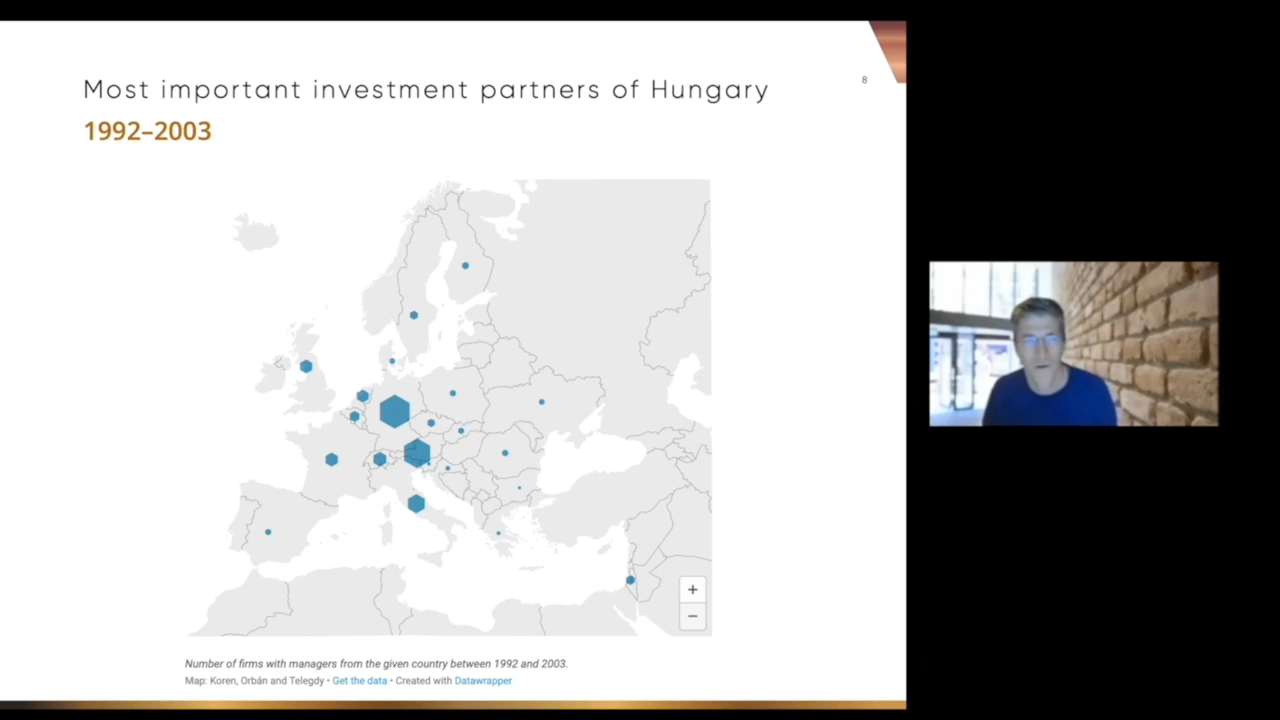 Most important investment partners of Hungary
8
1992–2003
+
−
Number of firms with managers from the given country between 1992 and 2003.
Map: Koren, Orbán and Telegdy • Get the data • Created with Datawrapper